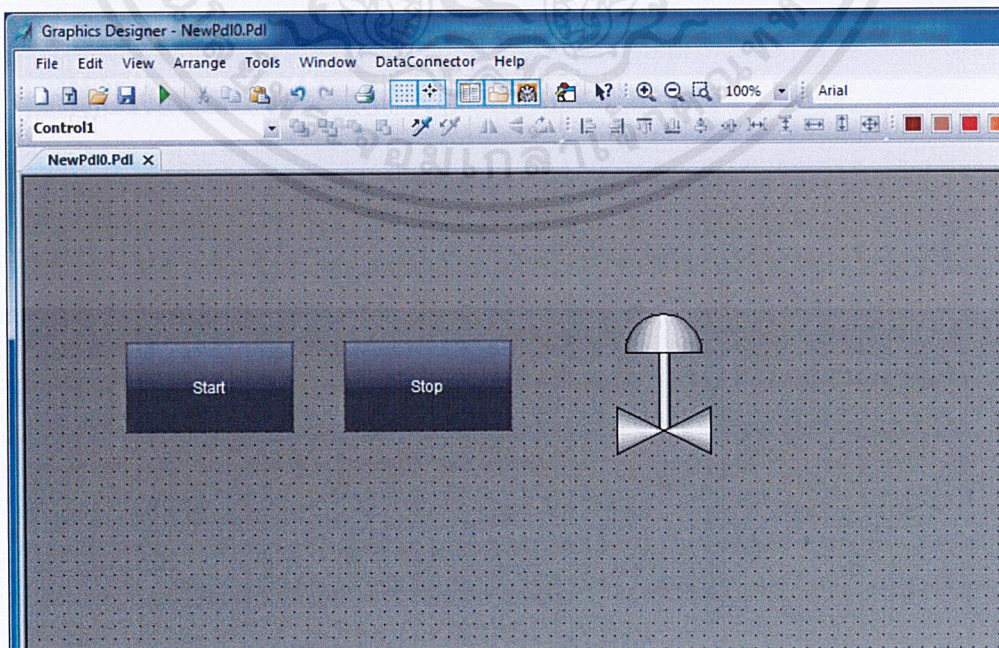 Graphics Designer - NewPdl0.Pdl
File Edit View Arrange Tools Window DataConnector Help
100% Arial
Control1
NewPdl0.Pdl
Start Stop